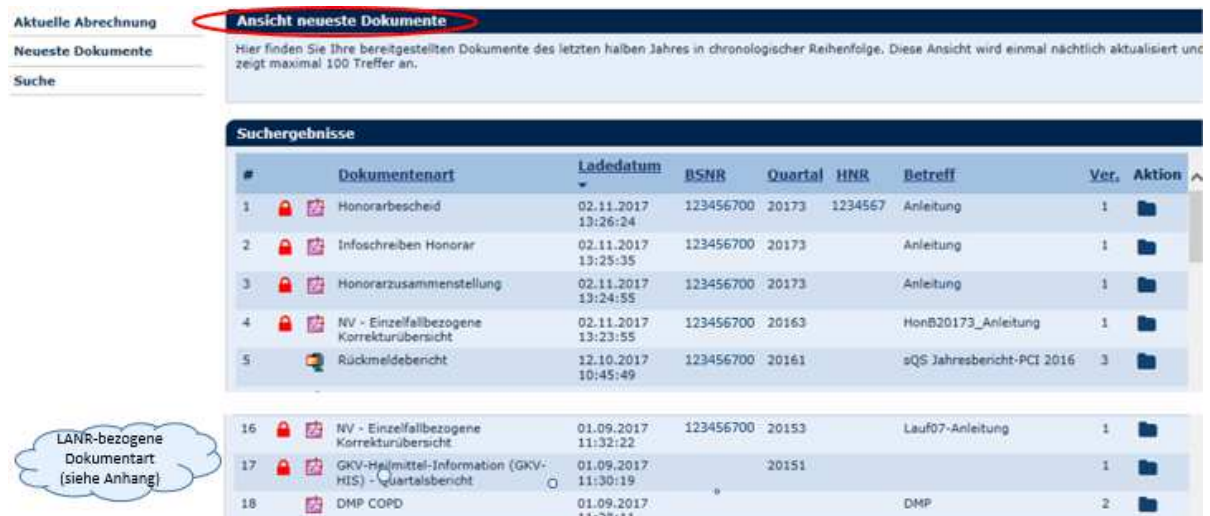 Aktuelle Abrechnung
Neueste Dokumente
Suche
Ansicht neueste Dokumente
Hier finden Sie Ihre bereitgestellten Dokumente des letzten halben Jahres in chronologischer Reihenfolge. Diese Ansicht wird einmal nächtlich aktualisiert und
zeigt maximal 100 Treffer an.
Suchergebnisse
# Dokumentenart Ladedatum BSNR Quartal HNR Betreff Ver. Aktion
1 Honorarbescheid 02.11.2017 123456700 20173 1234567 Anleitung 1
13:26:24
2 Infoschreiben Honorar 02.11.2017 123456700 20173 Anleitung 1
13:25:35
3 Honorarzusammenstellung 02.11.2017 123456700 20173 Anleitung 1
13:24:55
4 NV - Einzelfallbezogene 02.11.2017 123456700 20163 HonB20173_Anleitung 1
Korrekturübersicht 13:23:55
5 Rückmeldebericht 12.10.2017 123456700 20161 sQS Jahresbericht-PCI 2016 3
10:45:49
LANR-bezogene
Dokumentart
(siehe Anhang)
16 NV - Einzelfallbezogene 01.09.2017 123456700 20153 Lauf07-Anleitung 1
Korrekturübersicht 11:32:22
17 GKV-Heilmittel-Information (GKV- 01.09.2017 20151 1
HIS) - Quartalsbericht 11:30:19
18 DMP COPD 01.09.2017 DMP 2